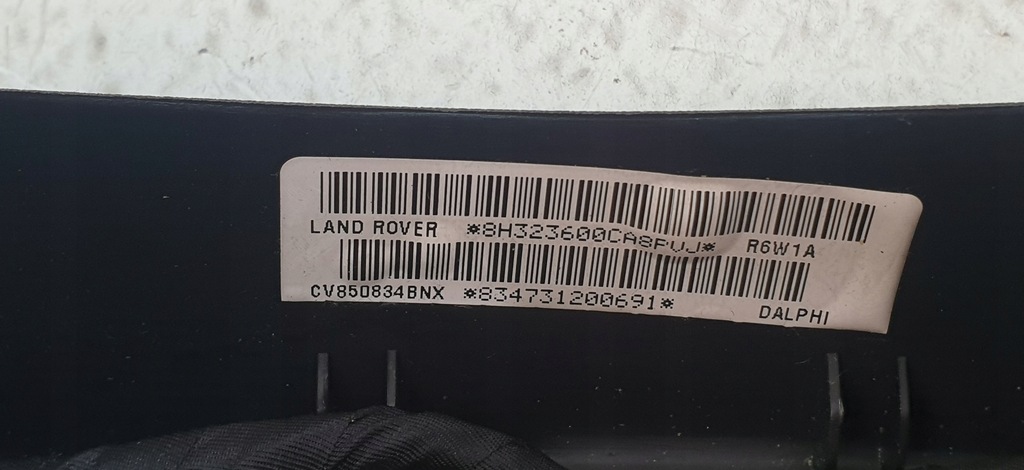 LAND ROVER *8H323600CA8PVJ* R6W1A
CV850834BNX *834731200691* DALPHI